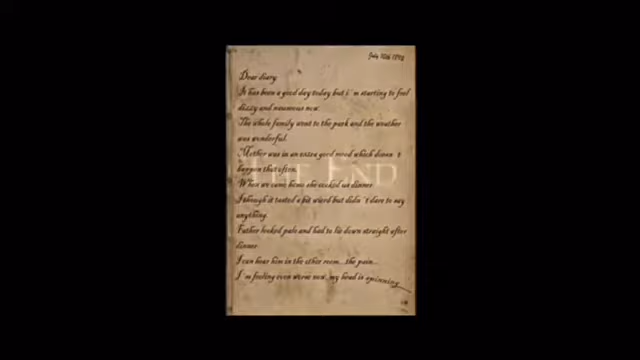 Dear diary
It has been a good day today but I'm starting to feel
dizzy and nauseous now.
The whole family went to the park and the weather
was wonderful.
Mother was in an extra good mood which doesn't
happen that often.
THE END
When we came home she cooked us dinner.
I though it tasted a bit wierd but didn't dare to say
anything.
Father looked pale and had to lie down straight after
dinner.
I can hear him in the other room...the pain...
I'm feeling even worse now, my head is spinning